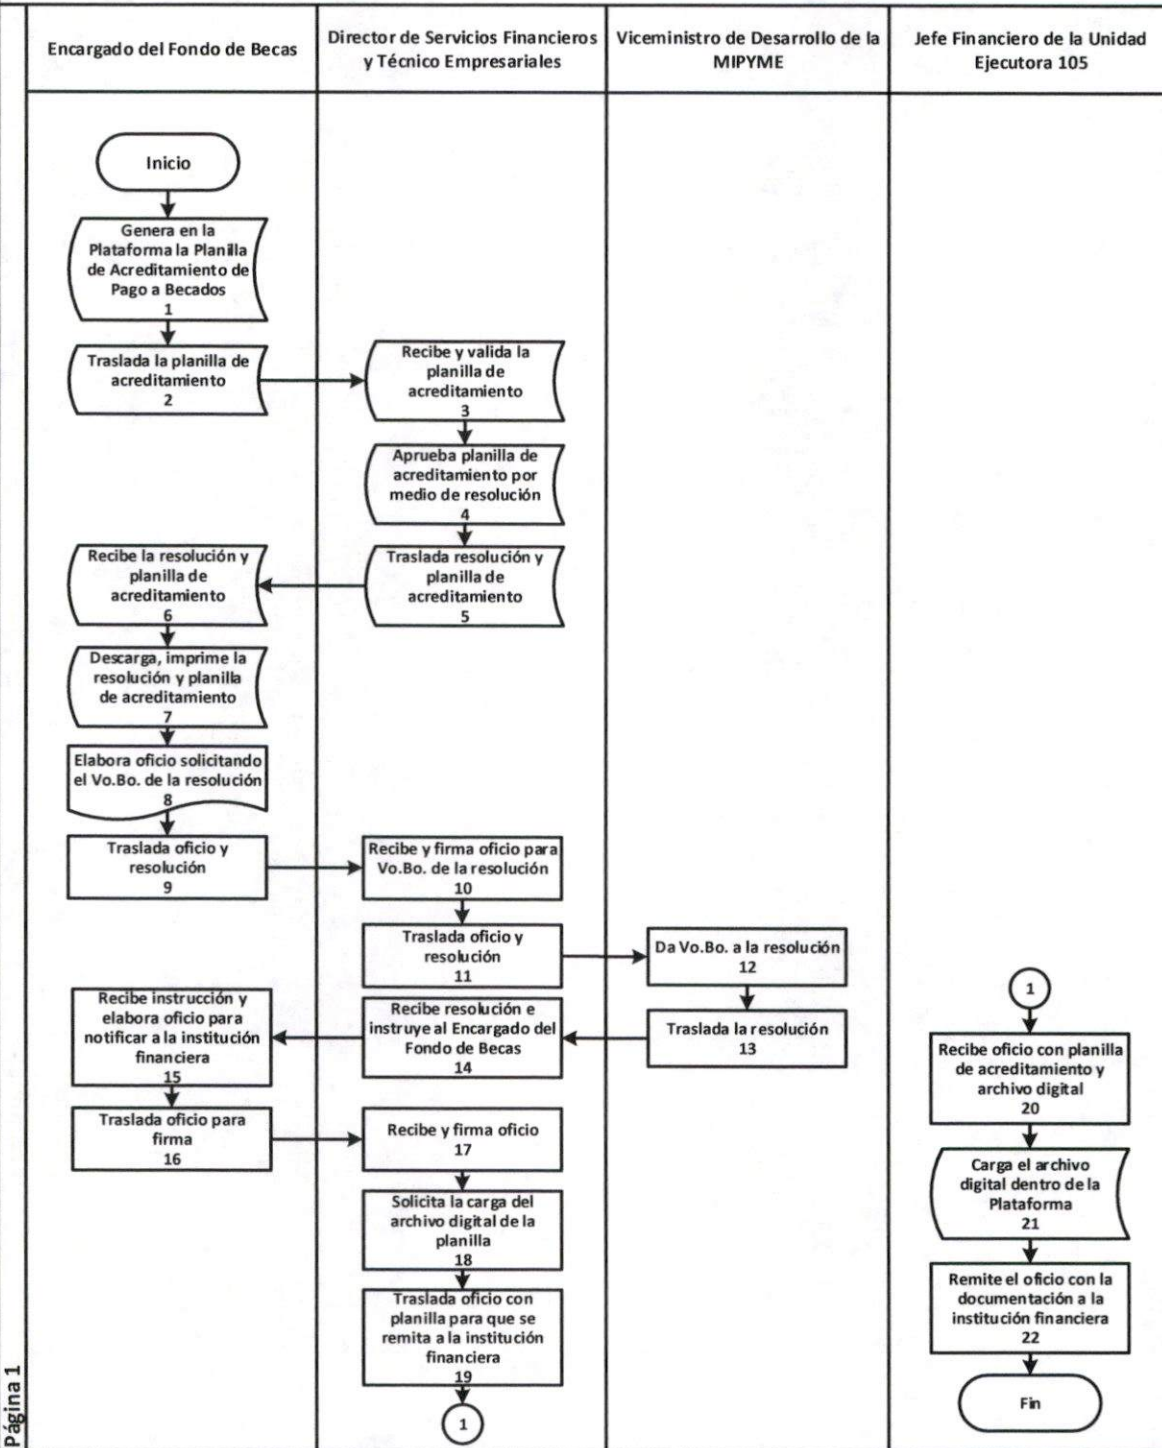 Encargado del Fondo de Becas
Director de Servicios Financieros
y Técnico Empresariales
Viceministro de Desarrollo de la
MIPYME
Jefe Financiero de la Unidad
Ejecutora 105
Inicio
Genera en la
Plataforma la Planilla
de Acreditamiento de
Pago a Becados
1
Traslada la planilla de
acreditamiento
2
Recibe y valida la
planilla de
acreditamiento
3
Aprueba planilla de
acreditamiento por
medio de resolución
4
Traslada resolución y
planilla de
acreditamiento
5
Recibe la resolución y
planilla de
acreditamiento
6
Descarga, imprime la
resolución y planilla
de acreditamiento
7
Elabora oficio solicitando
el Vo.Bo. de la resolución
8
Traslada oficio y
resolución
9
Recibe y firma oficio para
Vo.Bo. de la resolución
10
Traslada oficio y
resolución
11
Da Vo.Bo. a la resolución
12
Traslada la resolución
13
Recibe resolución e
instruye al Encargado del
Fondo de Becas
14
Recibe instrucción y
elabora oficio para
notificar a la institución
financiera
15
Traslada oficio para
firma
16
Recibe y firma oficio
17
Solicita la carga del
archivo digital de la
planilla
18
Traslada oficio con
planilla para que se
remita a la institución
financiera
19
1
1
Recibe oficio con planilla
de acreditamiento y
archivo digital
20
Carga el archivo
digital dentro de la
Plataforma
21
Remite el oficio con la
documentación a la
institución financiera
22
Fin
Página 1